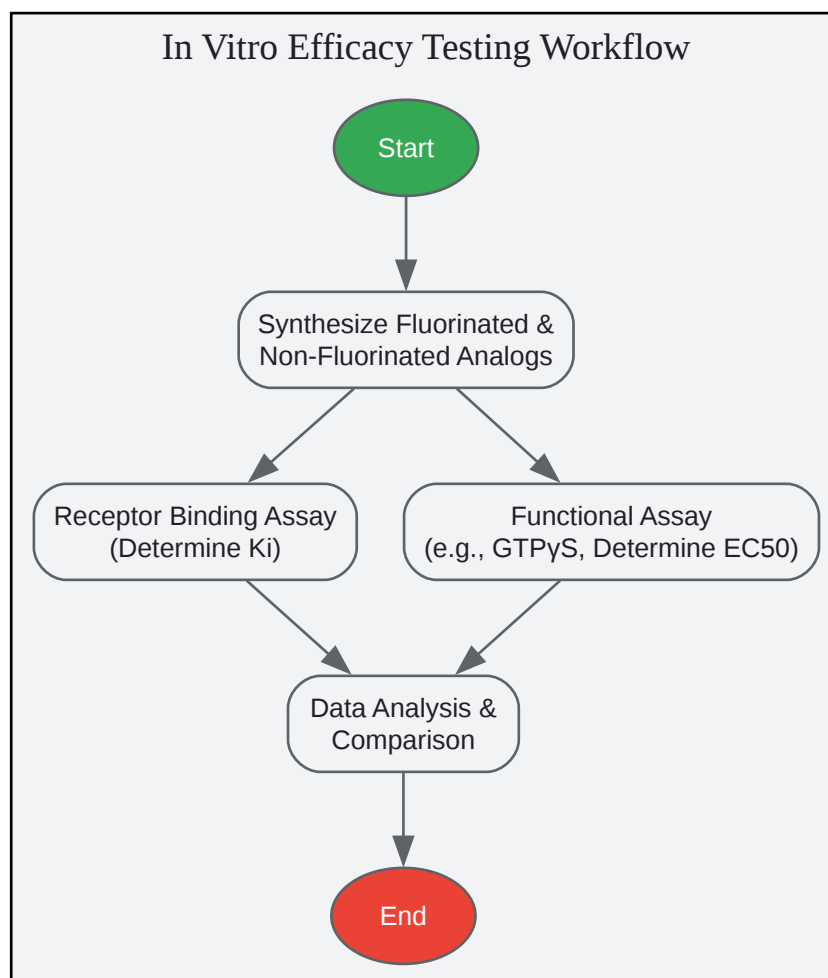 In Vitro Efficacy Testing Workflow
Start
Synthesize Fluorinated &
Non-Fluorinated Analogs
Receptor Binding Assay
(Determine Ki)
Functional Assay
(e.g., GTPγS, Determine EC50)
Data Analysis &
Comparison
End